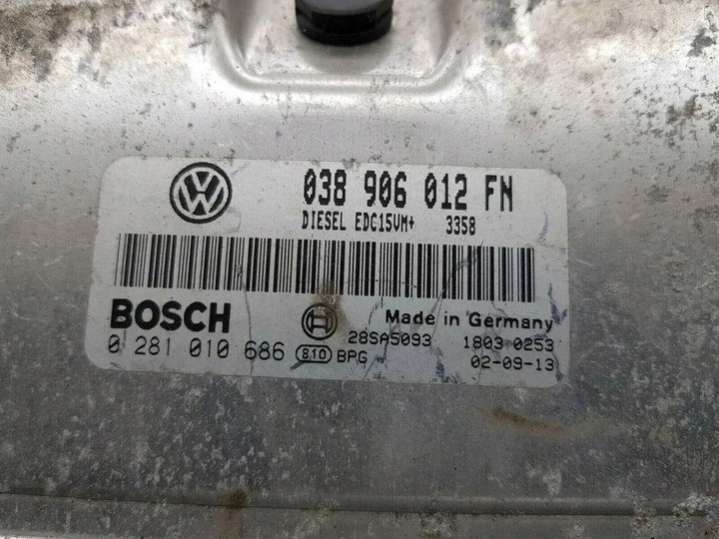 038 906 012 FN
DIESEL EDC15VM+ 3358
BOSCH
Made in Germany
28SA5093 1803 0253
0 281 010 686 810 BPG 02-09-13